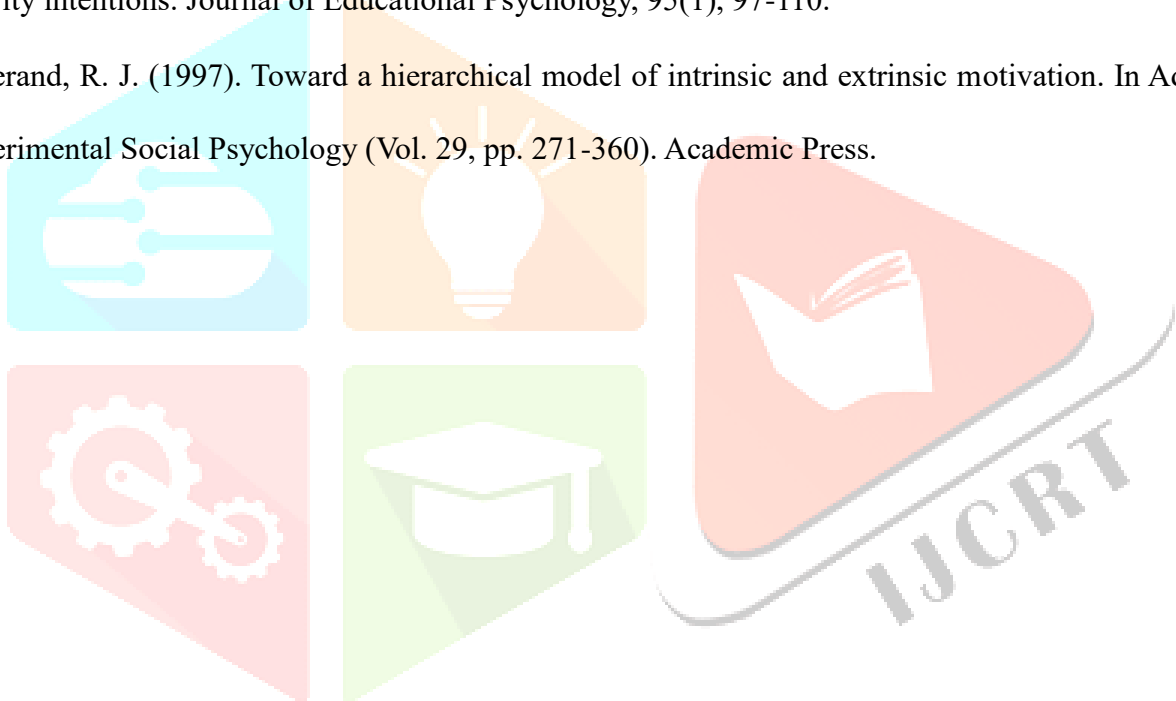 ity intentions. Journal of Educational Psychology, 95(1), 97-110.
erand, R. J. (1997). Toward a hierarchical model of intrinsic and extrinsic motivation. In Ad
erimental Social Psychology (Vol. 29, pp. 271-360). Academic Press.
IJCRT